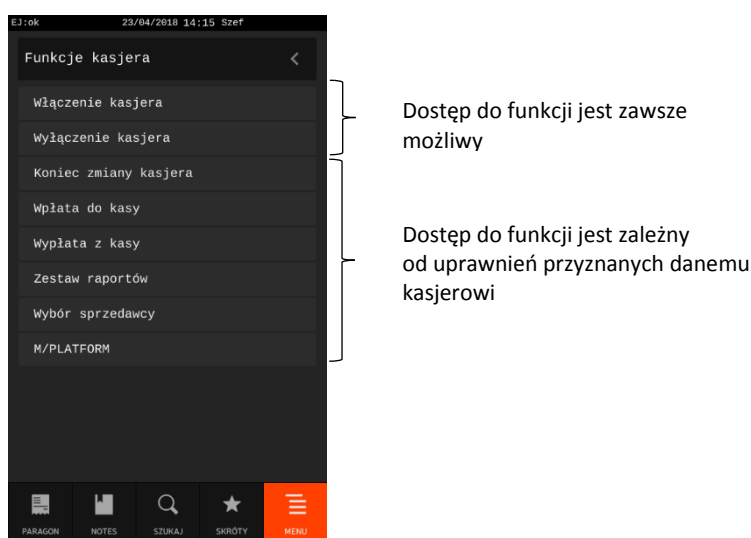 EJ:ok 23/04/2018 14:15 Szef
Funkcje kasjera
Włączenie kasjera
Wyłączenie kasjera
Koniec zmiany kasjera
Wpłata do kasy
Wypłata z kasy
Zestaw raportów
Wybór sprzedawcy
M/PLATFORM
PARAGON NOTES SZUKAJ SKRÓTY MENU
Dostęp do funkcji jest zawsze
możliwy
Dostęp do funkcji jest zależny
od uprawnień przyznanych danemu
kasjerowi